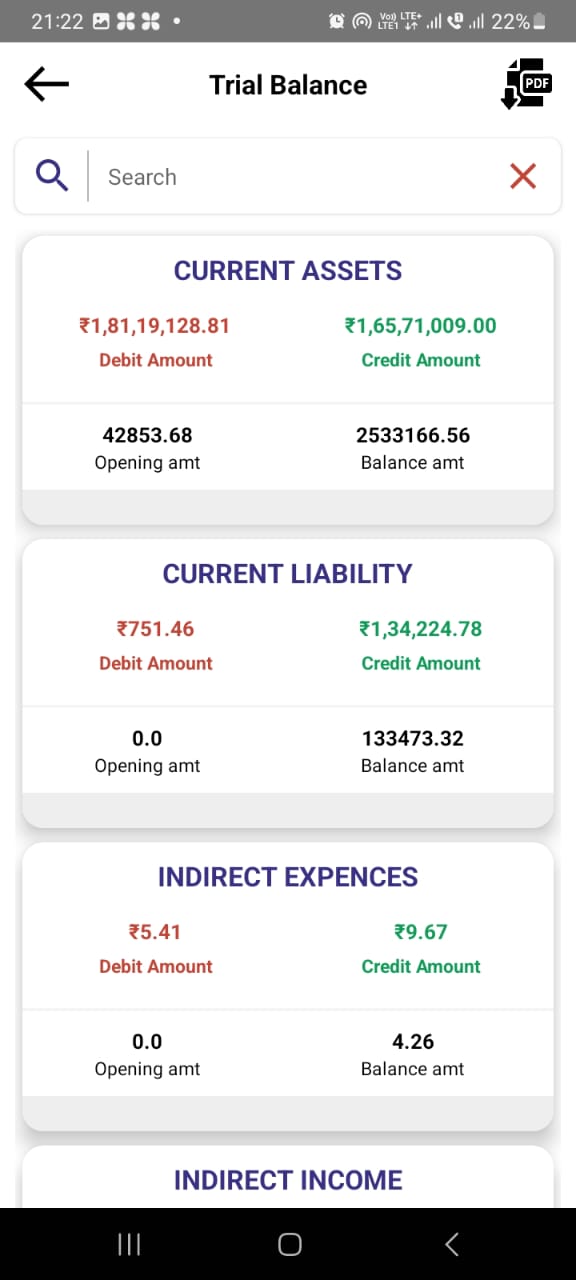 21:22 Vo)) LTE+ LTE1 22%
Trial Balance
PDF
Search
CURRENT ASSETS
₹1,81,19,128.81 ₹1,65,71,009.00
Debit Amount Credit Amount
42853.68 2533166.56
Opening amt Balance amt
CURRENT LIABILITY
₹751.46 ₹1,34,224.78
Debit Amount Credit Amount
0.0 133473.32
Opening amt Balance amt
INDIRECT EXPENCES
₹5.41 ₹9.67
Debit Amount Credit Amount
0.0 4.26
Opening amt Balance amt
INDIRECT INCOME